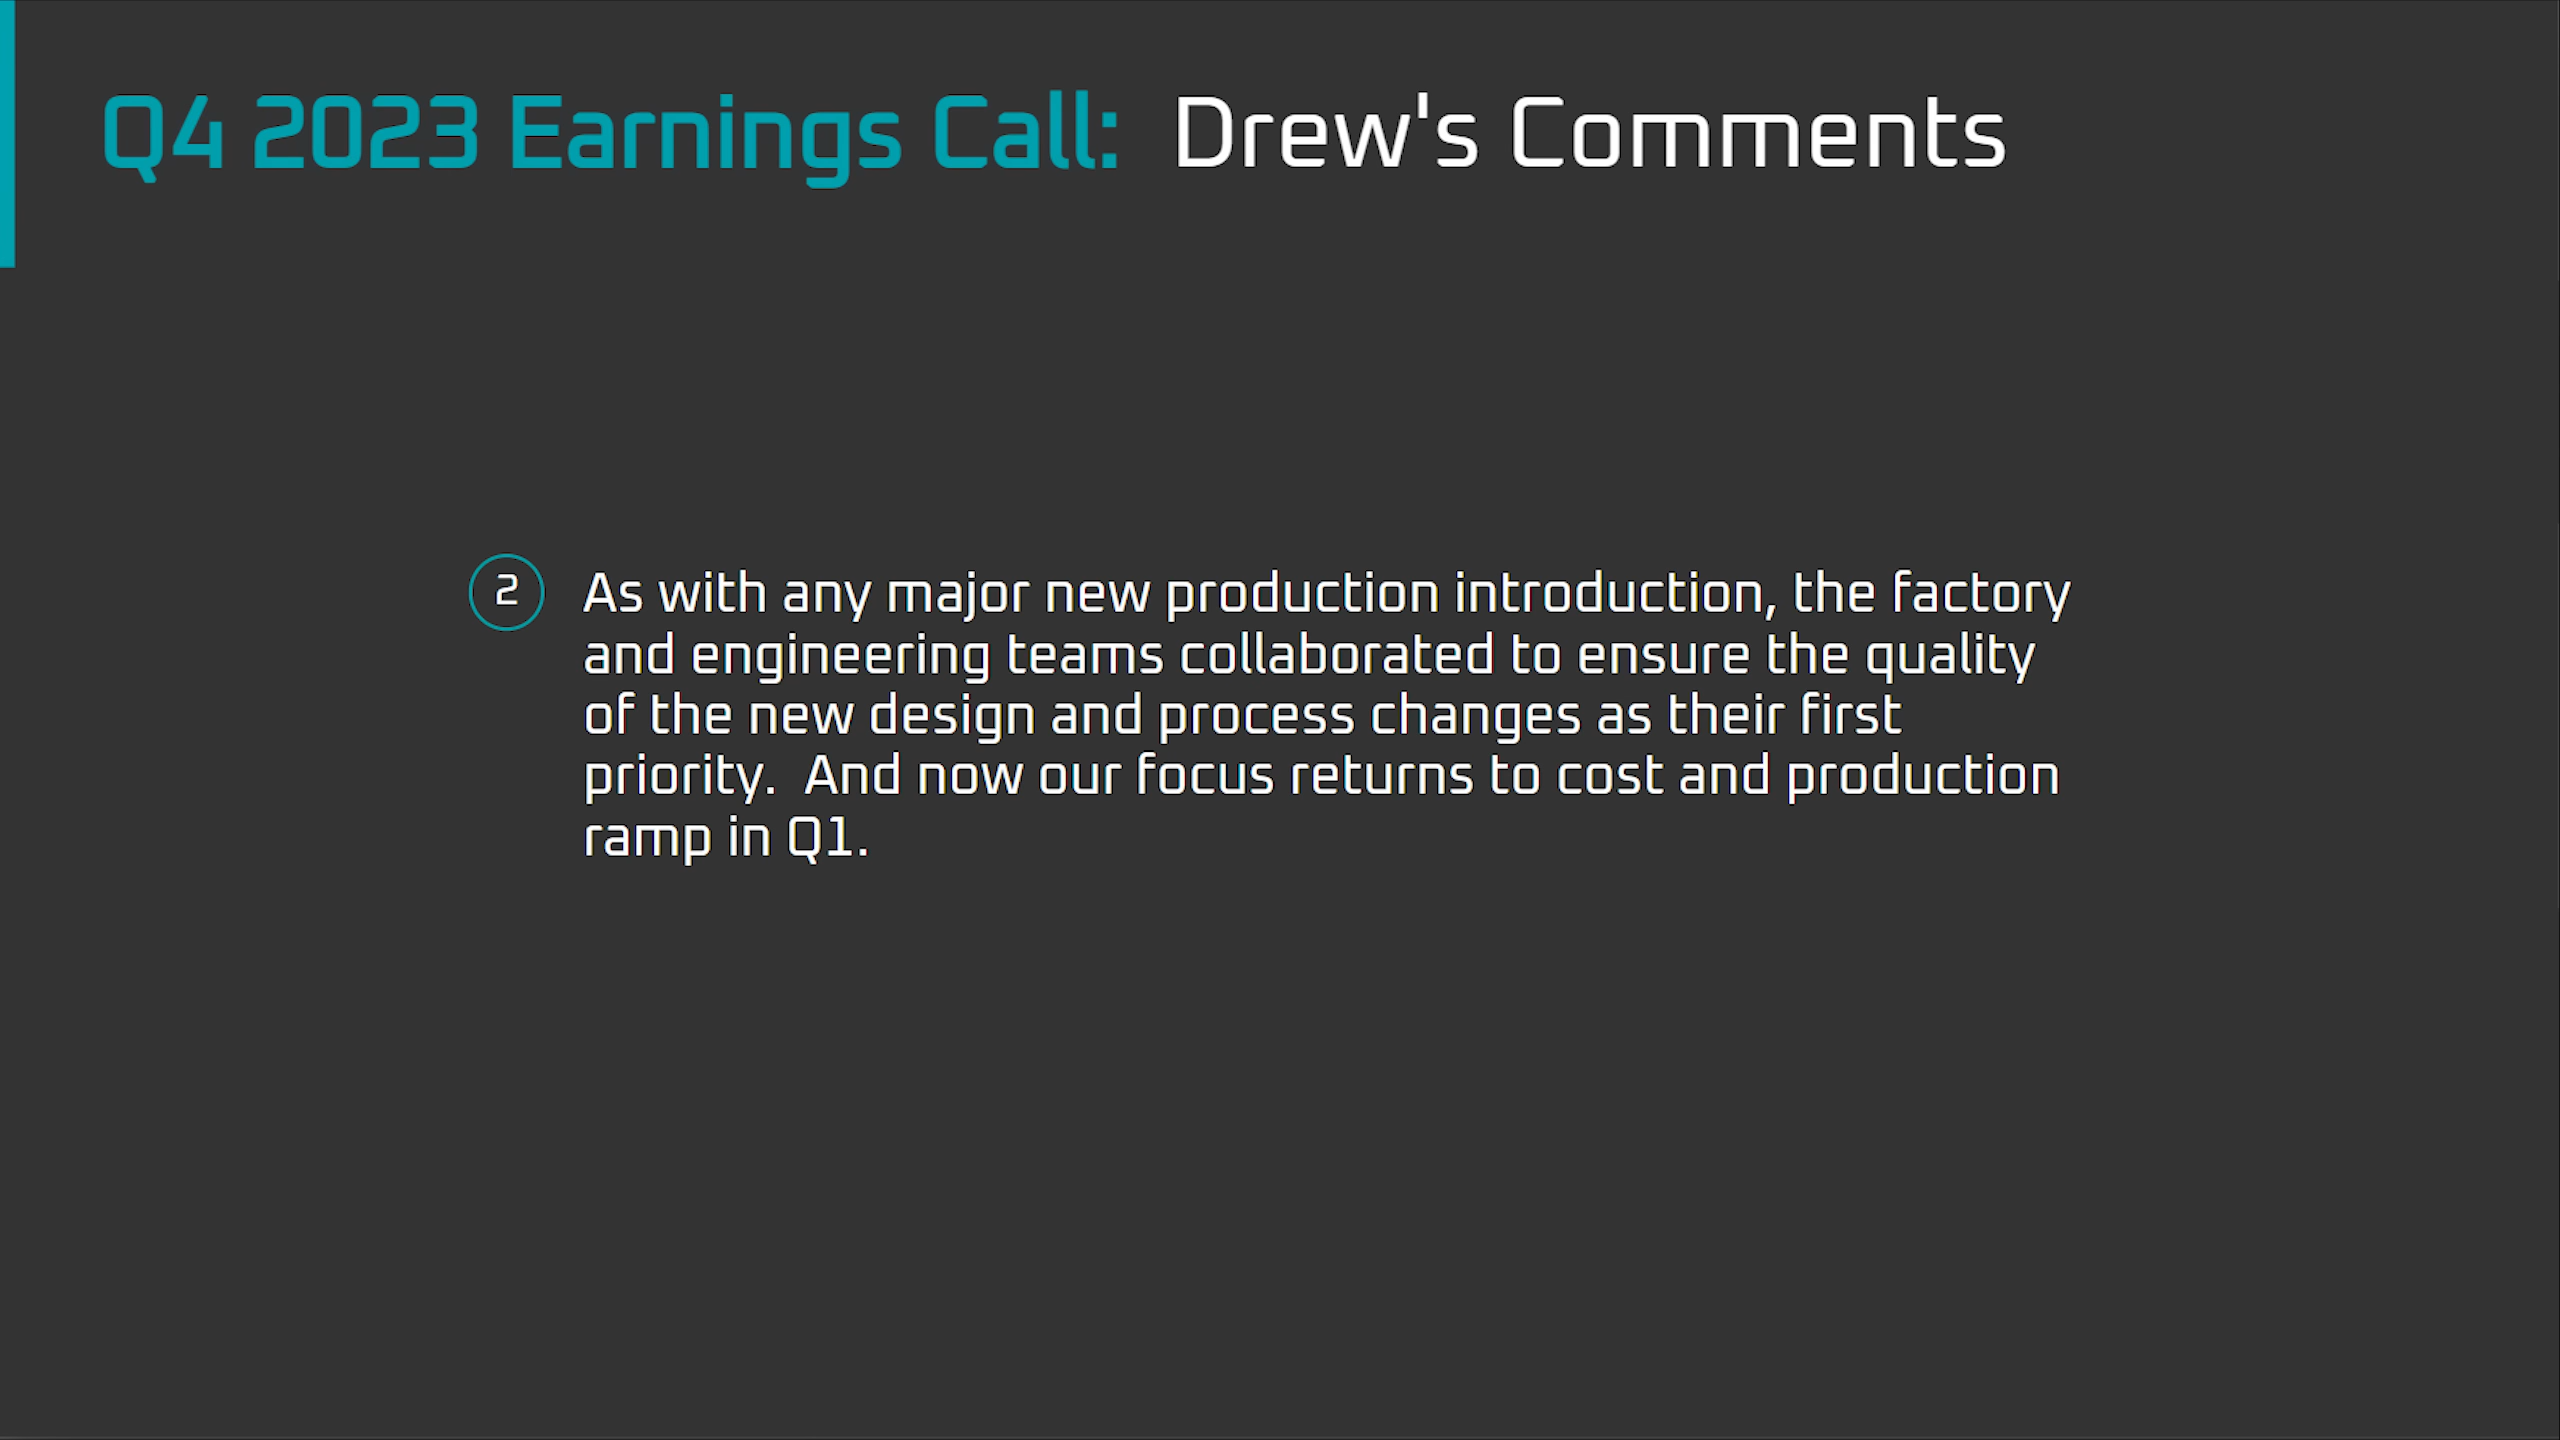 Q4 2023 Earnings Call: Drew's Comments
2 As with any major new production introduction, the factory
and engineering teams collaborated to ensure the quality
of the new design and process changes as their first
priority. And now our focus returns to cost and production
ramp in Q1.